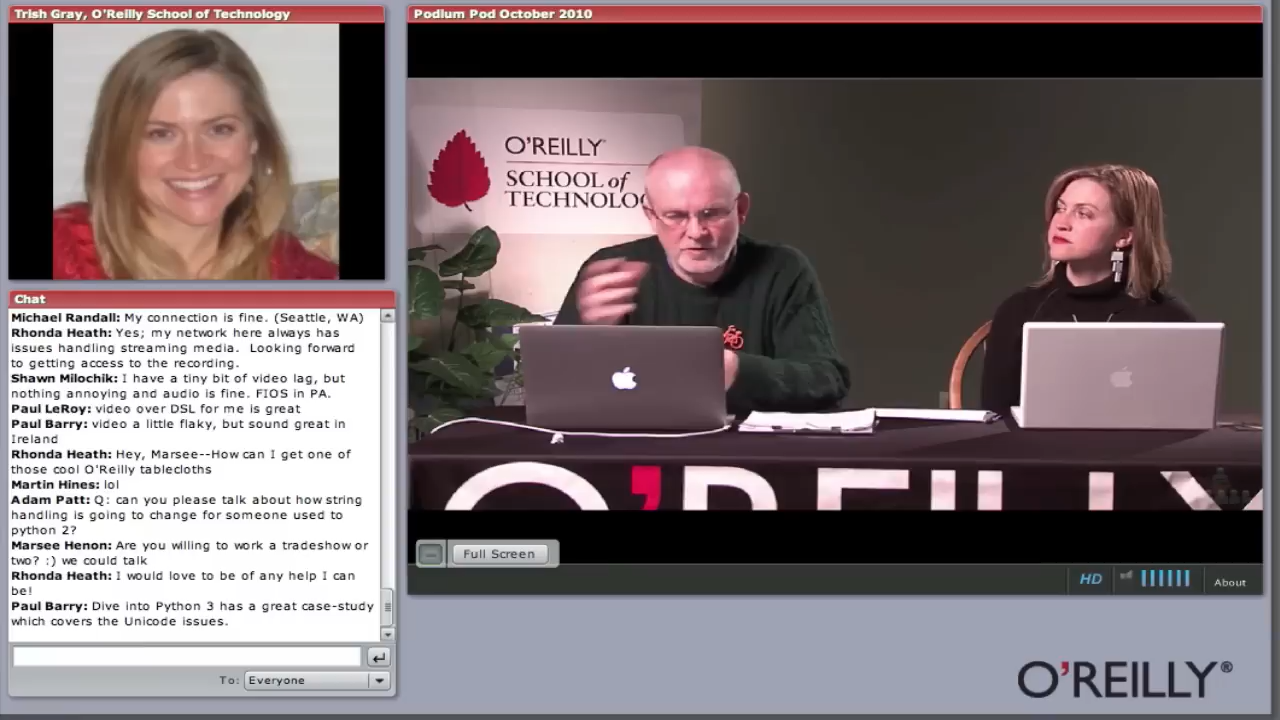 Trish Gray, O'Reilly School of Technology
Podium Pod October 2010
O'REILLY
SCHOOL of
TECHNOLO
O'REILLY
Chat
Michael Randall: My connection is fine. (Seattle, WA)
Rhonda Heath: Yes; my network here always has
issues handling streaming media.  Looking forward
to getting access to the recording.
Shawn Milochik: I have a tiny bit of video lag, but
nothing annoying and audio is fine. FIOS in PA.
Paul LeRoy: video over DSL for me is great
Paul Barry: video a little flaky, but sound great in
Ireland
Rhonda Heath: Hey, Marsee--How can I get one of
those cool O'Reilly tablecloths
Martin Hines: lol
Adam Patt: Q: can you please talk about how string
handling is going to change for someone used to
python 2?
Marsee Henon: Are you willing to work a tradeshow or
two? :) we could talk
Rhonda Heath: I would love to be of any help I can
be!
Paul Barry: Dive into Python 3 has a great case-study
which covers the Unicode issues.
To: Everyone
Full Screen
HD
About
O'REILLY®